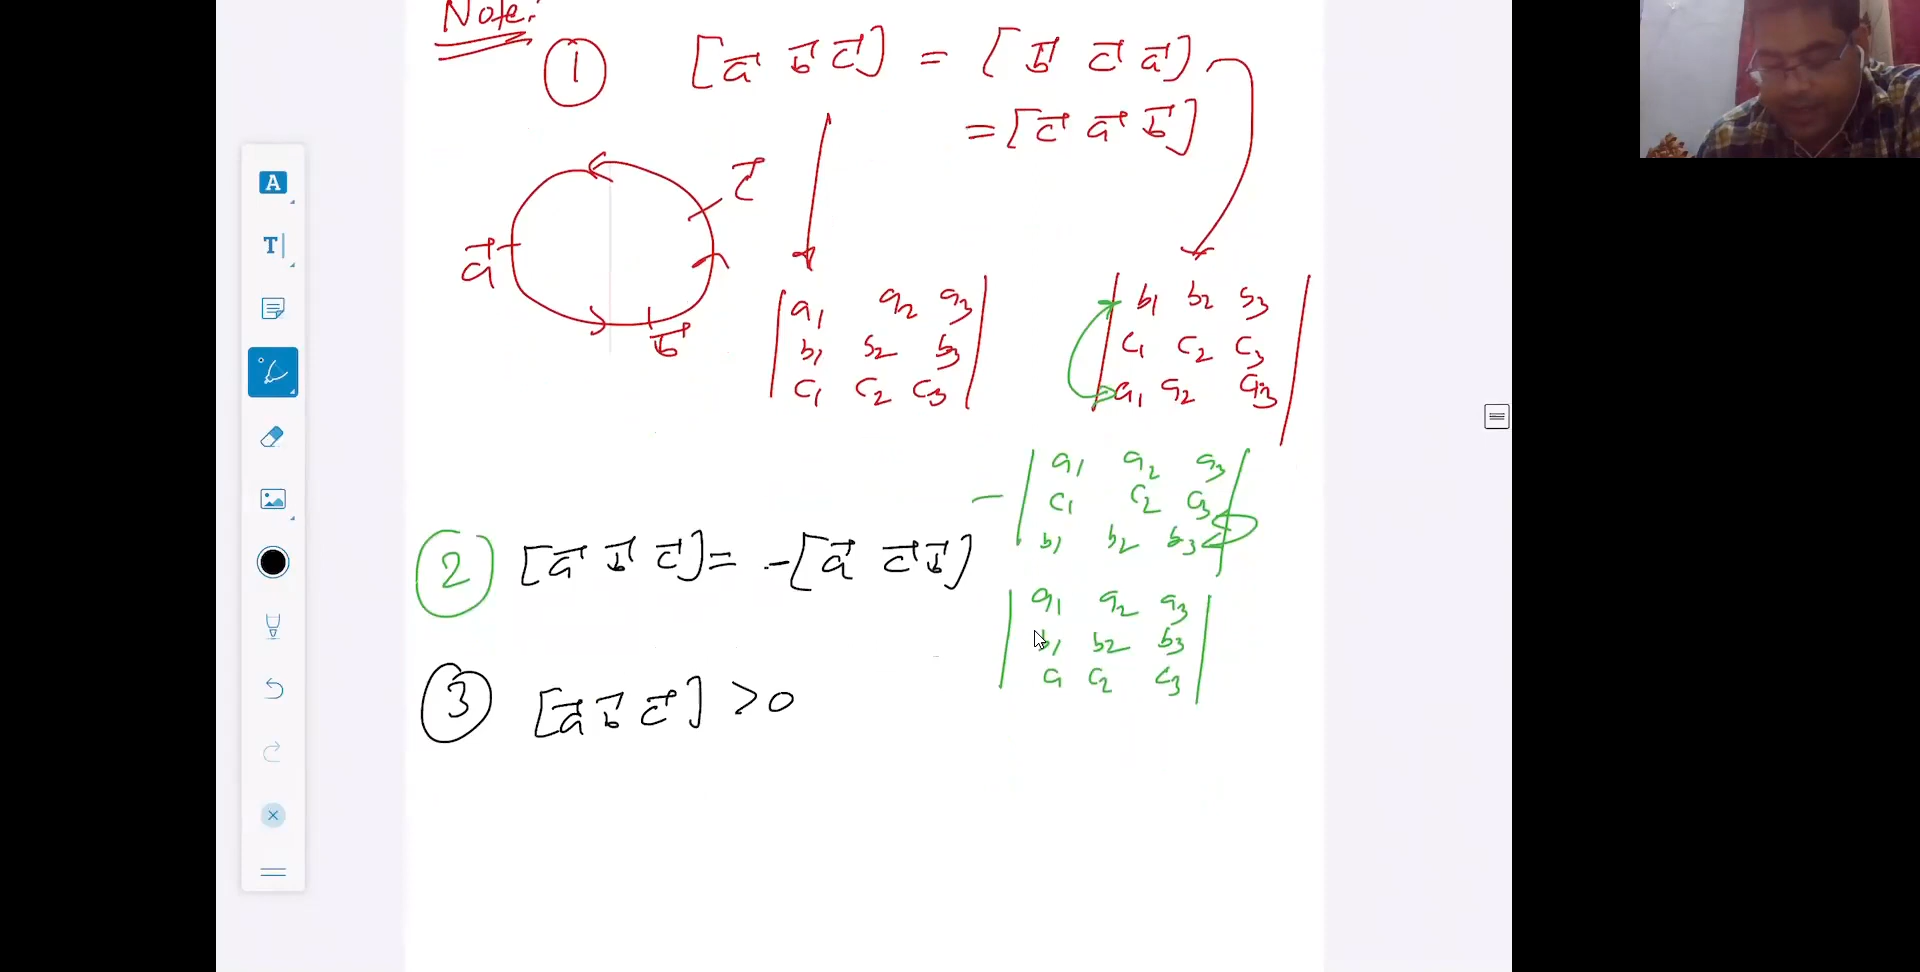 Note:
① [a⃗ b⃗ c⃗] = [b⃗ c⃗ a⃗]
= [c⃗ a⃗ b⃗]
c⃗
a⃗
b⃗
| a₁ a₂ a₃ |
| b₁ b₂ b₃ |
| c₁ c₂ c₃ |
| b₁ b₂ b₃ |
| c₁ c₂ c₃ |
| a₁ a₂ a₃ |
− | a₁ a₂ a₃ |
| c₁ c₂ c₃ |
| b₁ b₂ b₃ |
② [a⃗ b⃗ c⃗] = -[a⃗ c⃗ b⃗]
| a₁ a₂ a₃ |
| b₁ b₂ b₃ |
| c₁ c₂ c₃ |
③ [a⃗ b⃗ c⃗] > 0
A
T